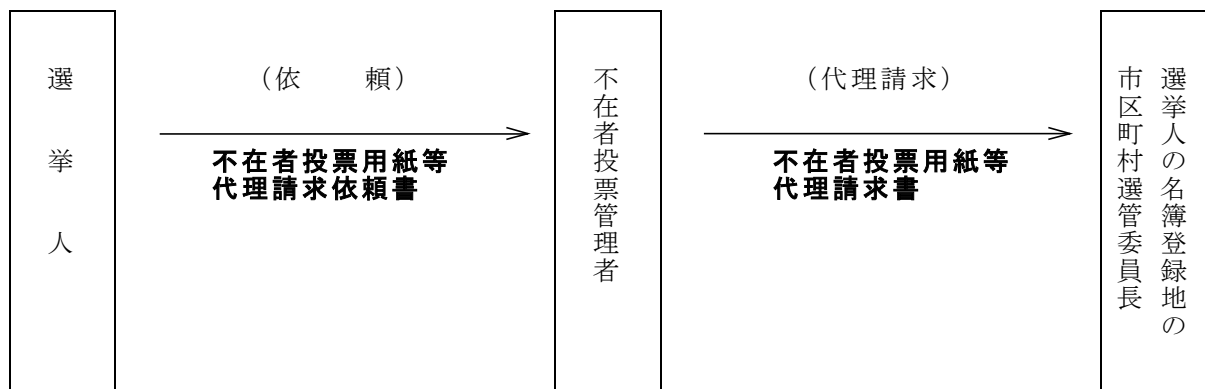 選挙人
(依　　頼)
不在者投票用紙等
代理請求依頼書
不在者投票管理者
(代理請求)
不在者投票用紙等
代理請求書
選挙人の名簿登録地の
市区町村選管委員長